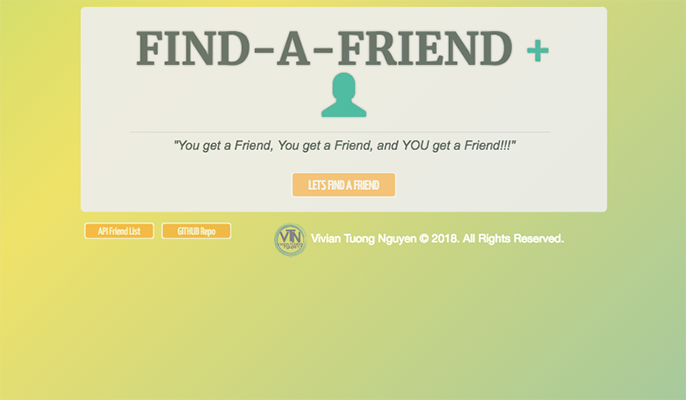 FIND-A-FRIEND +
"You get a Friend, You get a Friend, and YOU get a Friend!!!"
LETS FIND A FRIEND
API Friend List
GITHUB Repo
VTN
Vivian Tuong Nguyen © 2018. All Rights Reserved.